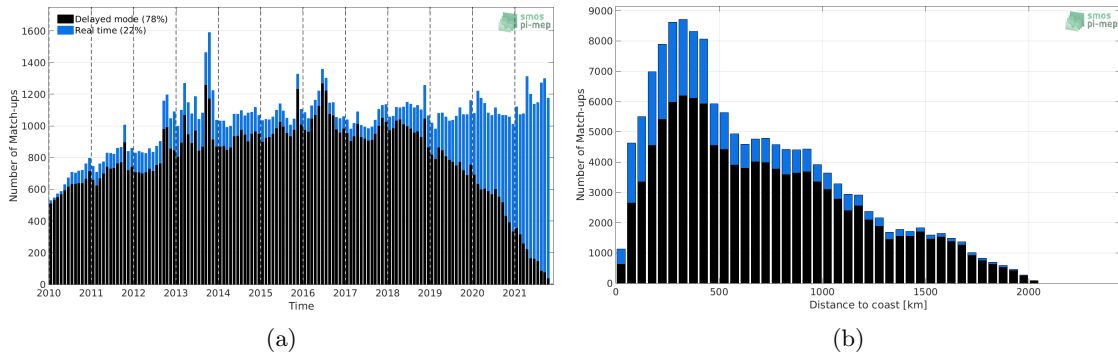 Delayed mode (78%)
Real time (22%)
smos
pi-mep
Number of Match-ups
1600
1400
1200
1000
800
600
400
200
0
2010 2011 2012 2013 2014 2015 2016 2017 2018 2019 2020 2021
Time
(a)
smos
pi-mep
Number of Match-ups
9000
8000
7000
6000
5000
4000
3000
2000
1000
0
0 500 1000 1500 2000
Distance to coast [km]
(b)